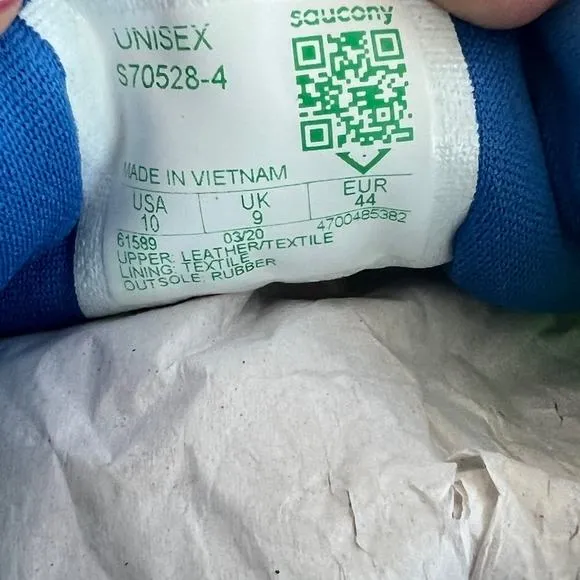 saucony
UNISEX
S70528-4
MADE IN VIETNAM
USA UK EUR
10 9 44
61589 03/20 4700485382
UPPER: LEATHER/TEXTILE
LINING: TEXTILE
OUTSOLE: RUBBER